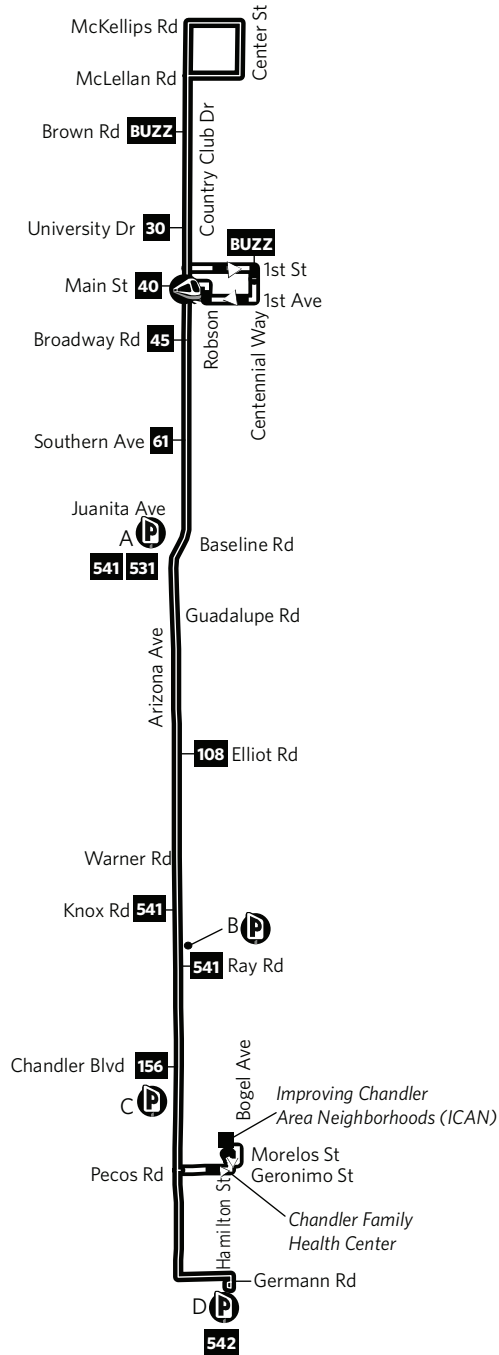 McKellips Rd
Center St
McLellan Rd
Country Club Dr
Brown Rd BUZZ
University Dr 30
BUZZ
1st St
Main St 40
1st Ave
Robson
Centennial Way
Broadway Rd 45
Southern Ave 61
Juanita Ave
A P
Baseline Rd
541 531
Guadalupe Rd
Arizona Ave
108 Elliot Rd
Warner Rd
Knox Rd 541
B P
541 Ray Rd
Chandler Blvd 156
C P
Bogel Ave
Improving Chandler
Area Neighborhoods (ICAN)
Morelos St
Geronimo St
Pecos Rd
Hamilton St
Chandler Family
Health Center
Germann Rd
D P
542